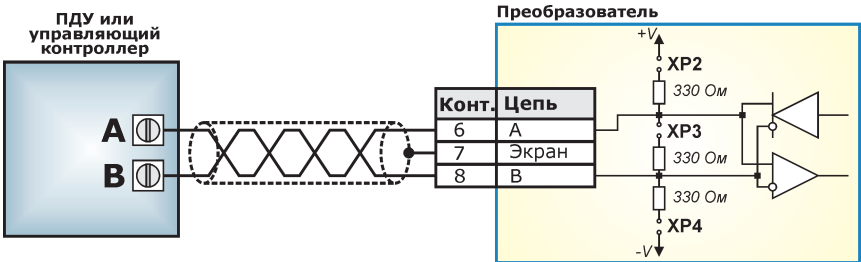 ПДУ или
управляющий
контроллер
A
B
Конт. Цепь
6 A
7 Экран
8 B
Преобразователь
+V
XP2
330 Ом
XP3
330 Ом
330 Ом
XP4
-V